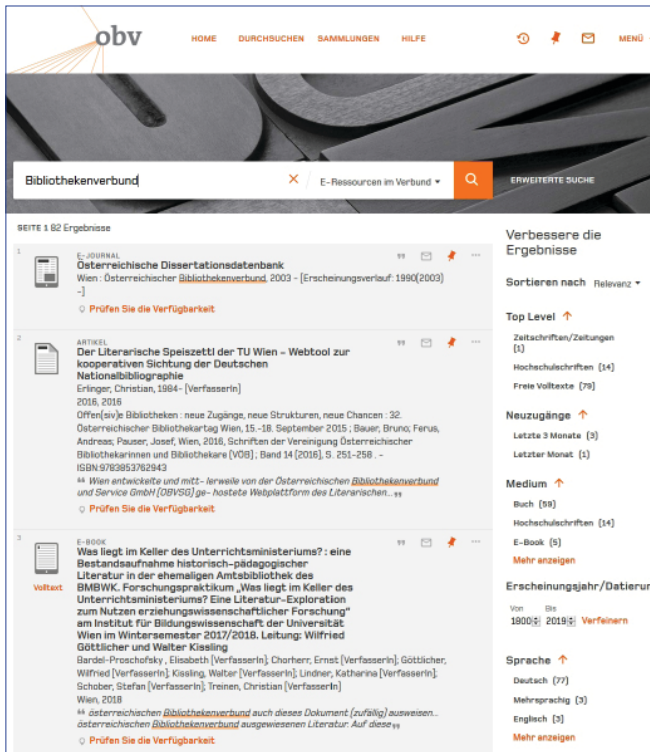 obv
HOME DURCHSUCHEN SAMMLUNGEN HILFE MENÜ
Bibliothekenverbund
E-Ressourcen im Verbund
ERWEITERTE SUCHE
SEITE 1 82 Ergebnisse
1
E-JOURNAL
Österreichische Dissertationsdatenbank
Wien : Österreichischer Bibliothekenverbund, 2003 - [Erscheinungsverlauf: 1990(2003)
-]
Prüfen Sie die Verfügbarkeit
2
ARTIKEL
Der Literarische Speiszettl der TU Wien – Webtool zur
kooperativen Sichtung der Deutschen
Nationalbibliographie
Erlinger, Christian, 1984- [VerfasserIn]
2016, 2016
Offen(siv)e Bibliotheken : neue Zugänge, neue Strukturen, neue Chancen : 32.
Österreichischer Bibliothekartag Wien, 15.-18. September 2015 ; Bauer, Bruno; Ferus,
Andreas; Pauser, Josef, Wien, 2016, Schriften der Vereinigung Österreichischer
Bibliothekarinnen und Bibliothekare (VÖB) ; Band 14 (2016), S. 251-258 . –
ISBN:9783853762943
“ Wien entwickelte und mitt- lerweile von der Österreichischen Bibliothekenverbund
und Service GmbH (OBVSG) ge- hostete Webplattform des Literarischen... ”
Prüfen Sie die Verfügbarkeit
3
Volltext
E-BOOK
Was liegt im Keller des Unterrichtsministeriums? : eine
Bestandsaufnahme historisch-pädagogischer
Literatur in der ehemaligen Amtsbibliothek des
BMBWK. Forschungspraktikum „Was liegt im Keller des
Unterrichtsministeriums? Eine Literatur-Exploration
zum Nutzen erziehungswissenschaftlicher Forschung“
am Institut für Bildungswissenschaft der Universität
Wien im Wintersemester 2017/2018. Leitung: Wilfried
Göttlicher und Walter Kissling
Bardel-Proschofsky , Elisabeth [VerfasserIn]; Chorherr, Ernst [VerfasserIn]; Göttlicher,
Wilfried [VerfasserIn]; Kissling, Walter [VerfasserIn]; Lindner, Katharina [VerfasserIn];
Schober, Stefan [VerfasserIn]; Treinen, Christian [VerfasserIn]
Wien, 2018
“ österreichischen Bibliothekenverbund auch dieses Dokument (zufällig) ausweisen...
österreichischen Bibliothekenverbund ausgewiesenen Literatur. Auf diese ”
Prüfen Sie die Verfügbarkeit
Verbessere die
Ergebnisse
Sortieren nach Relevanz
Top Level
Zeitschriften/Zeitungen
(1)
Hochschulschriften (14)
Freie Volltexte (79)
Neuzugänge
Letzte 3 Monate (3)
Letzter Monat (1)
Medium
Buch (59)
Hochschulschriften (14)
E-Book (5)
Mehr anzeigen
Erscheinungsjahr/Datierun
Von Bis
1800 2019 Verfeinern
Sprache
Deutsch (77)
Mehrsprachig (3)
Englisch (3)
Mehr anzeigen